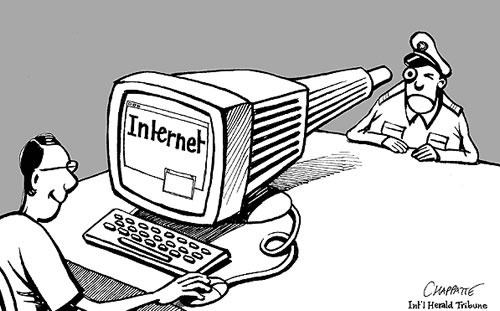 Internet
CHAPPATTE
Int'l Herald Tribune